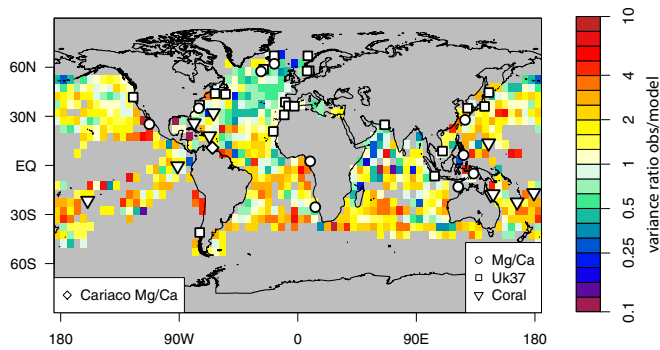 60N
30N
EQ
30S
60S
180
90W
0
90E
180
Cariaco Mg/Ca
Mg/Ca
Uk37
Coral
10
4
2
1
0.5
0.25
0.1
variance ratio obs/model